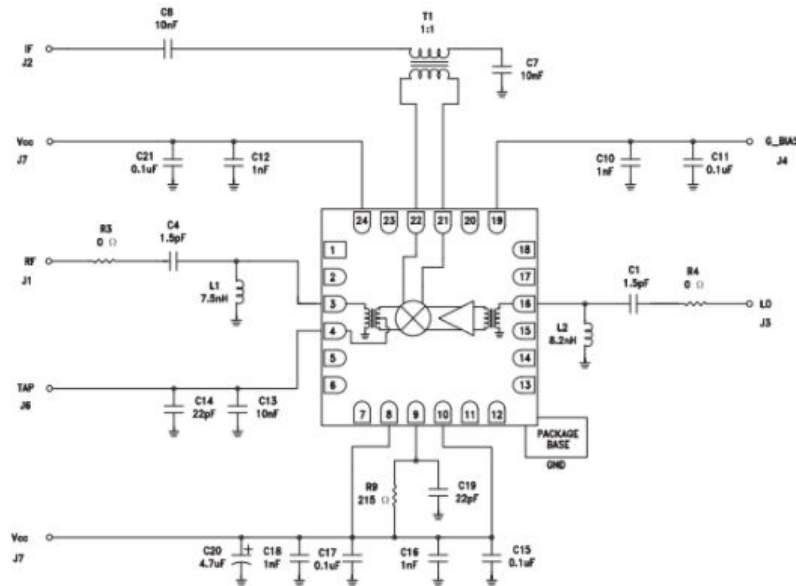 C8
10nF
T1
1:1
IF
J2
C7
10nF
Vcc
J7
C21
0.1uF
C12
1nF
C10
1nF
C11
0.1uF
G_BIAS
J4
24
23
22
21
20
19
R3
0 Ω
C4
1.5pF
RF
J1
L1
7.5nH
1
2
3
4
5
6
18
17
16
15
14
13
C1
1.5pF
R4
0 Ω
LO
J3
L2
8.2nH
TAP
J6
C14
22pF
C13
10nF
7
8
9
10
11
12
PACKAGE
BASE
GND
R9
215 Ω
C19
22pF
Vcc
J7
C20
4.7uF
+
C18
1nF
C17
0.1uF
C16
1nF
C15
0.1uF